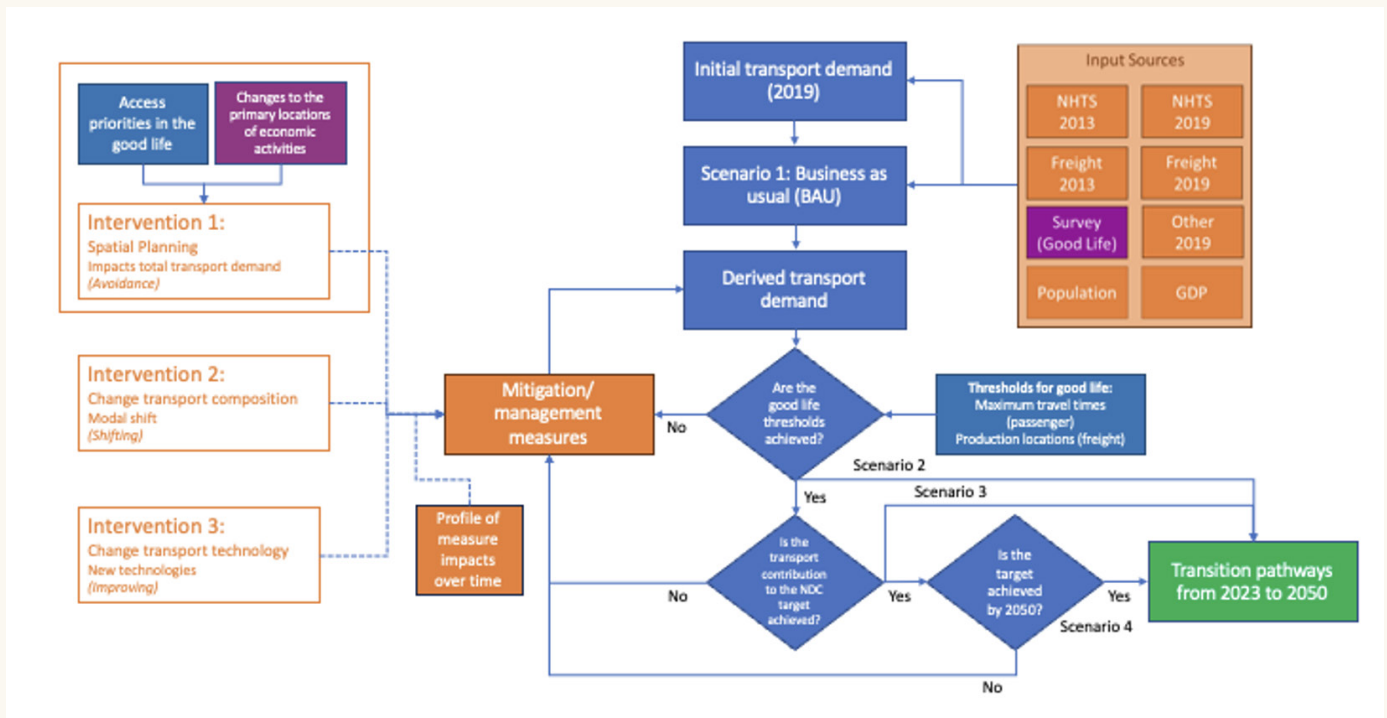 Access
priorities in the
good life
Changes to the
primary locations
of economic
activities
Intervention 1:
Spatial Planning
Impacts total transport demand
(Avoidance)
Intervention 2:
Change transport composition
Modal shift
(Shifting)
Intervention 3:
Change transport technology
New technologies
(Improving)
Mitigation/
management
measures
Profile of
measure
impacts
over time
Initial transport demand
(2019)
Scenario 1: Business as
usual (BAU)
Derived transport
demand
Are the
good life
thresholds
achieved?
No
Yes
Is the
transport
contribution
to the NDC
target
achieved?
No
Yes
Is the
target
achieved
by 2050?
Yes
No
Scenario 2
Scenario 3
Scenario 4
Input Sources
NHTS
2013
NHTS
2019
Freight
2013
Freight
2019
Survey
(Good Life)
Other
2019
Population
GDP
Thresholds for good life:
Maximum travel times
(passenger)
Production locations (freight)
Transition pathways
from 2023 to 2050